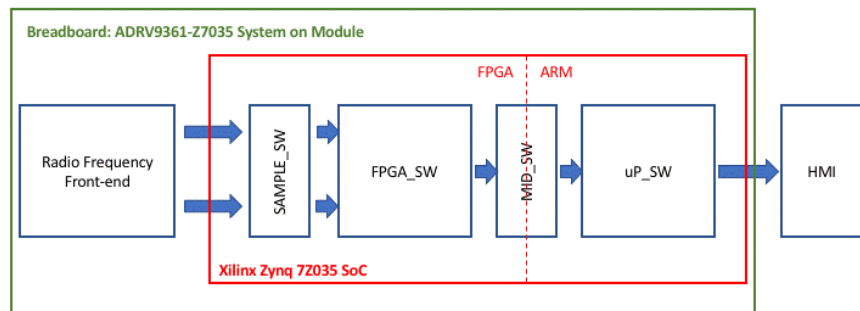 Breadboard: ADRV9361-Z7035 System on Module
FPGA ARM
Radio Frequency
Front-end
SAMPLE_SW
FPGA_SW
MID_SW
uP_SW
HMI
Xilinx Zynq 7Z035 SoC